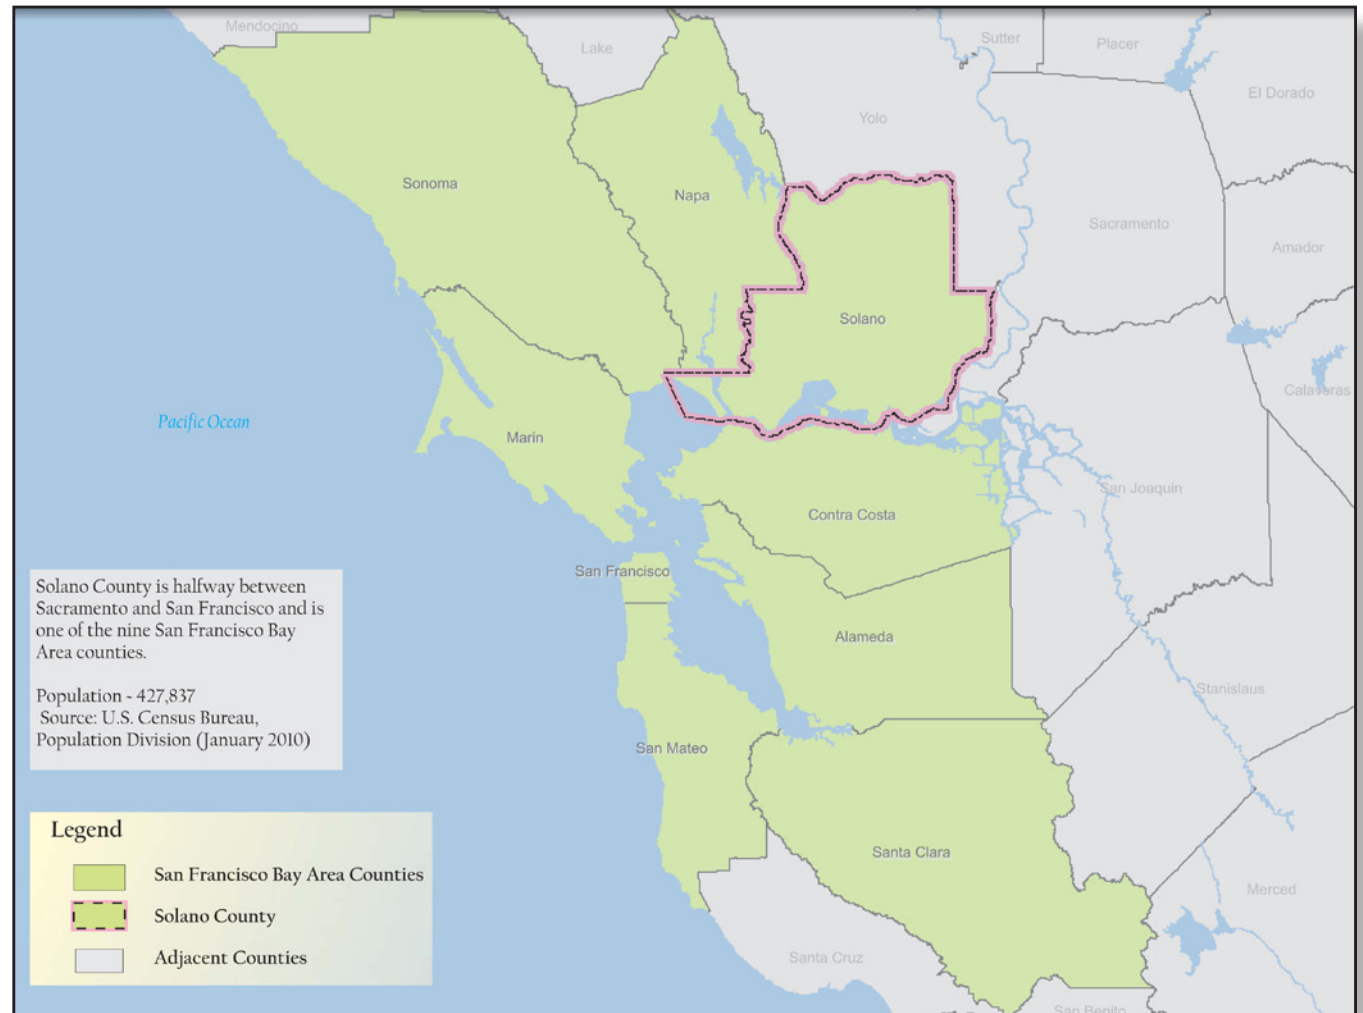 Mendocino
Lake
Sutter
Placer
El Dorado
Yolo
Sonoma
Napa
Sacramento
Amador
Solano
Calaveras
Pacific Ocean
Marin
San Joaquin
Contra Costa
San Francisco
Solano County is halfway between
Sacramento and San Francisco and is
one of the nine San Francisco Bay
Area counties.
Population - 427,837
Source: U.S. Census Bureau,
Population Division (January 2010)
Alameda
Stanislaus
San Mateo
Santa Clara
Merced
Santa Cruz
San Benito
Legend
San Francisco Bay Area Counties
Solano County
Adjacent Counties